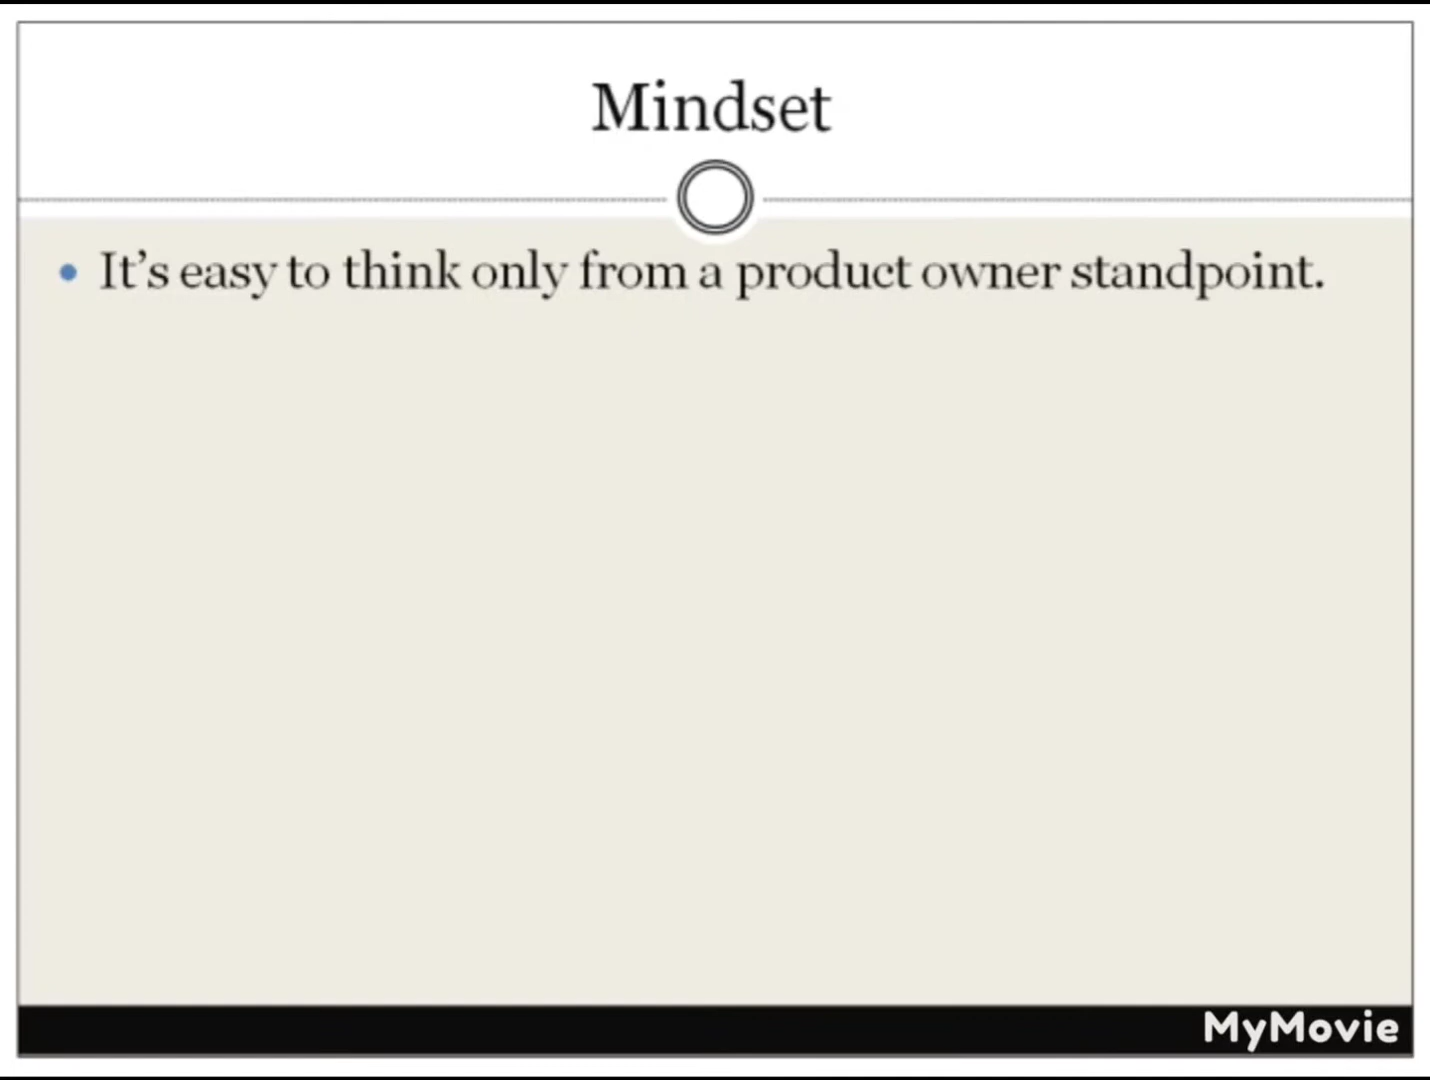 Mindset
It’s easy to think only from a product owner standpoint.
MyMovie